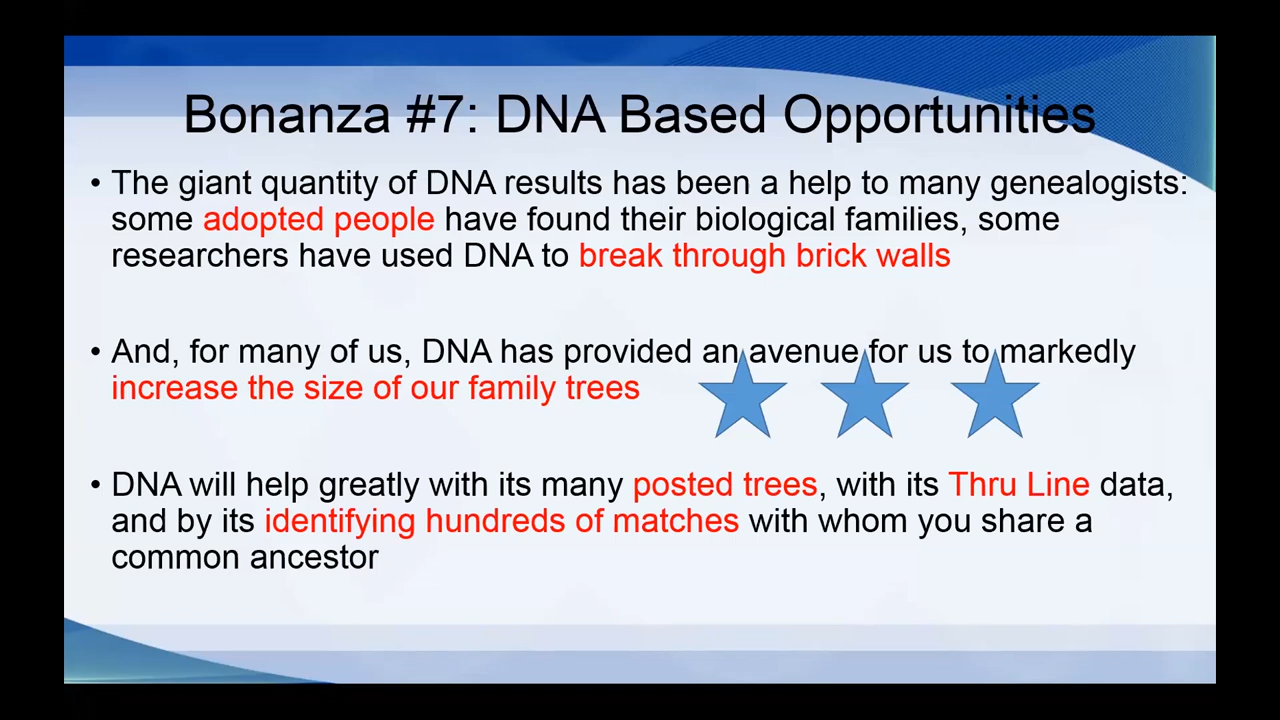 Bonanza #7: DNA Based Opportunities
• The giant quantity of DNA results has been a help to many genealogists:
some adopted people have found their biological families, some
researchers have used DNA to break through brick walls
• And, for many of us, DNA has provided an avenue for us to markedly
increase the size of our family trees
• DNA will help greatly with its many posted trees, with its Thru Line data,
and by its identifying hundreds of matches with whom you share a
common ancestor